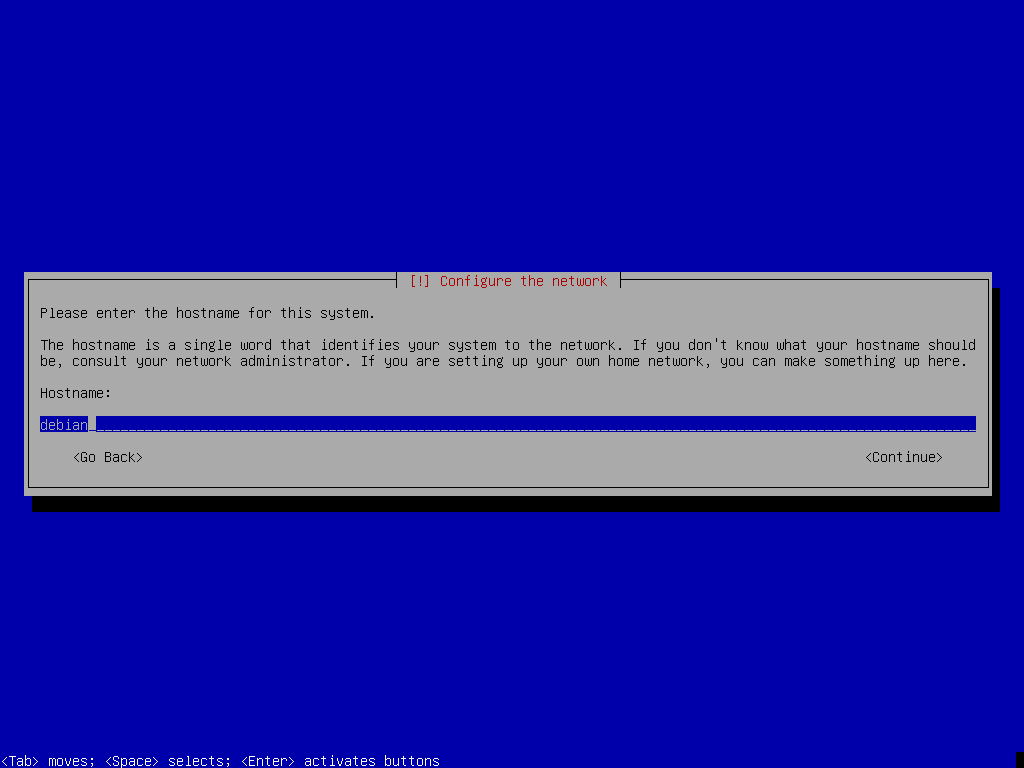 [!] Configure the network
Please enter the hostname for this system.
The hostname is a single word that identifies your system to the network. If you don't know what your hostname should
be, consult your network administrator. If you are setting up your own home network, you can make something up here.
Hostname:
debian
<Go Back> <Continue>
<Tab> moves; <Space> selects; <Enter> activates buttons